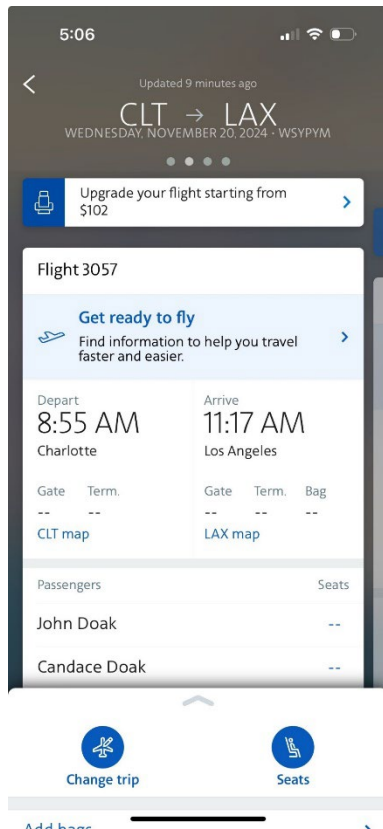 5:06
Updated 9 minutes ago
CLT → LAX
WEDNESDAY, NOVEMBER 20, 2024 · WSYPYM
Upgrade your flight starting from
$102
Flight 3057
Get ready to fly
Find information to help you travel
faster and easier.
Depart
8:55 AM
Charlotte
Gate Term.
-- --
CLT map
Arrive
11:17 AM
Los Angeles
Gate Term. Bag
-- -- --
LAX map
Passengers Seats
John Doak --
Candace Doak --
Change trip
Seats
Add bags